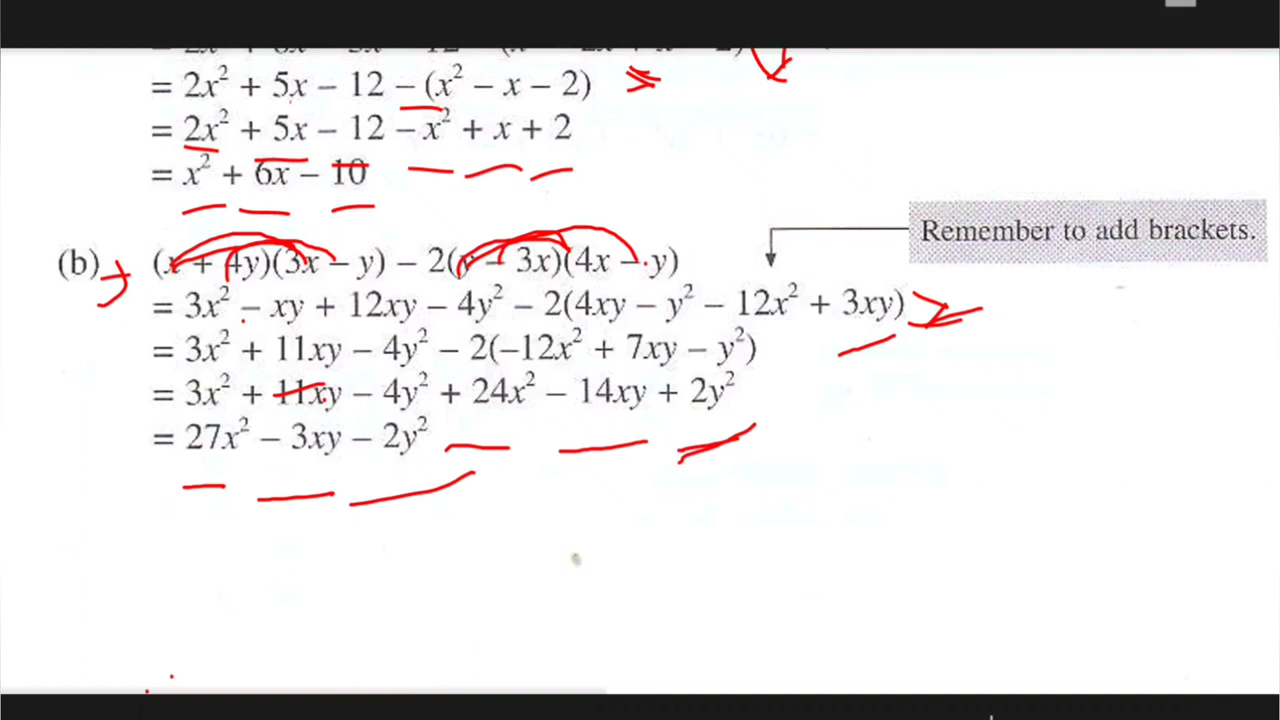 = 2x² + 5x − 12 − (x² − x − 2)
= 2x² + 5x − 12 − x² + x + 2
= x² + 6x − 10
Remember to add brackets.
(b) (x + 4y)(3x − y) − 2(y − 3x)(4x − y)
= 3x² − xy + 12xy − 4y² − 2(4xy − y² − 12x² + 3xy)
= 3x² + 11xy − 4y² − 2(−12x² + 7xy − y²)
= 3x² + 11xy − 4y² + 24x² − 14xy + 2y²
= 27x² − 3xy − 2y²